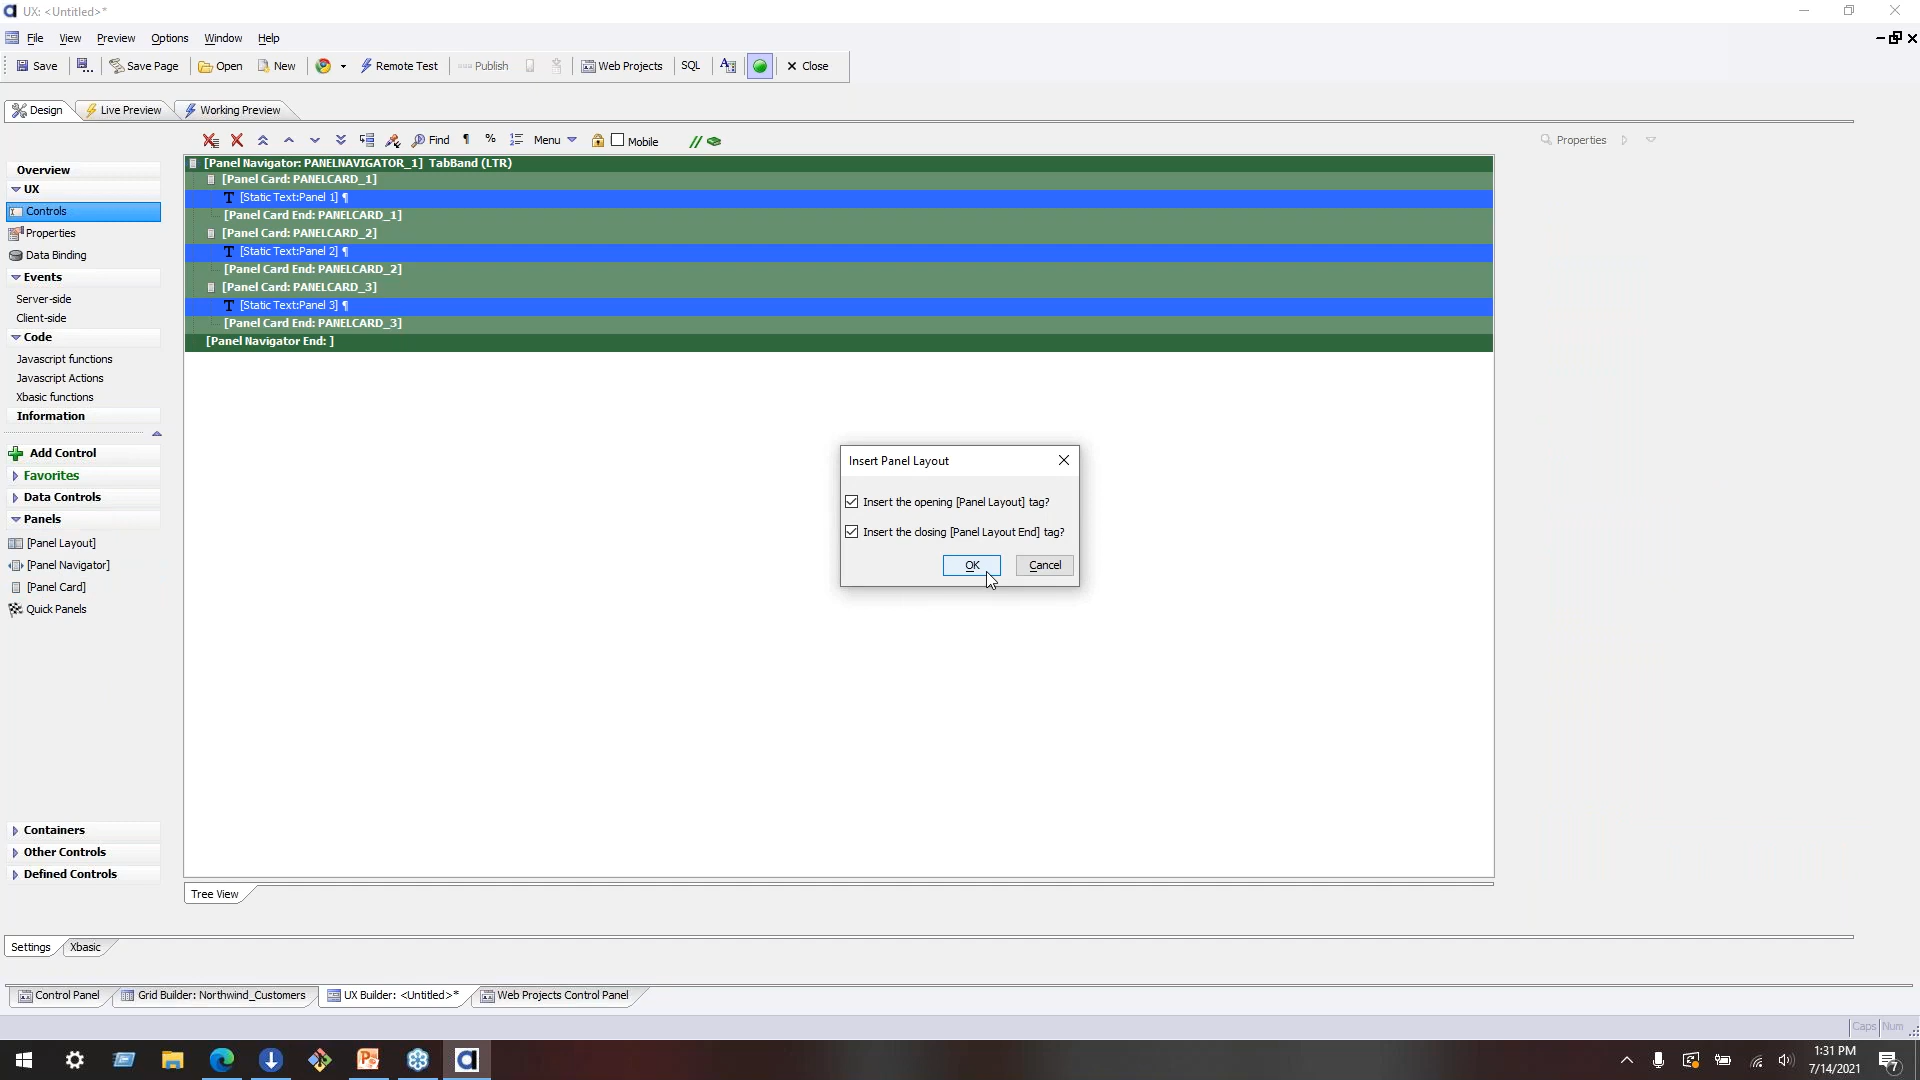 UX: <Untitled>*
File View Preview Options Window Help
Save Save Page Open New Remote Test Publish Web Projects SQL Close
Design Live Preview Working Preview
Find ¶ % Menu Mobile // Properties
Overview
UX
Controls
Properties
Data Binding
Events
Server-side
Client-side
Code
Javascript functions
Javascript Actions
Xbasic functions
Information
Add Control
Favorites
Data Controls
Panels
[Panel Layout]
[Panel Navigator]
[Panel Card]
Quick Panels
Containers
Other Controls
Defined Controls
[Panel Navigator: PANELNAVIGATOR_1] TabBand (LTR)
[Panel Card: PANELCARD_1]
T [Static Text:Panel 1] ¶
[Panel Card End: PANELCARD_1]
[Panel Card: PANELCARD_2]
T [Static Text:Panel 2] ¶
[Panel Card End: PANELCARD_2]
[Panel Card: PANELCARD_3]
T [Static Text:Panel 3] ¶
[Panel Card End: PANELCARD_3]
[Panel Navigator End: ]
Insert Panel Layout
Insert the opening [Panel Layout] tag?
Insert the closing [Panel Layout End] tag?
OK Cancel
Tree View
Settings Xbasic
Control Panel Grid Builder: Northwind_Customers UX Builder: <Untitled>* Web Projects Control Panel
Caps Num
1:31 PM
7/14/2021
7